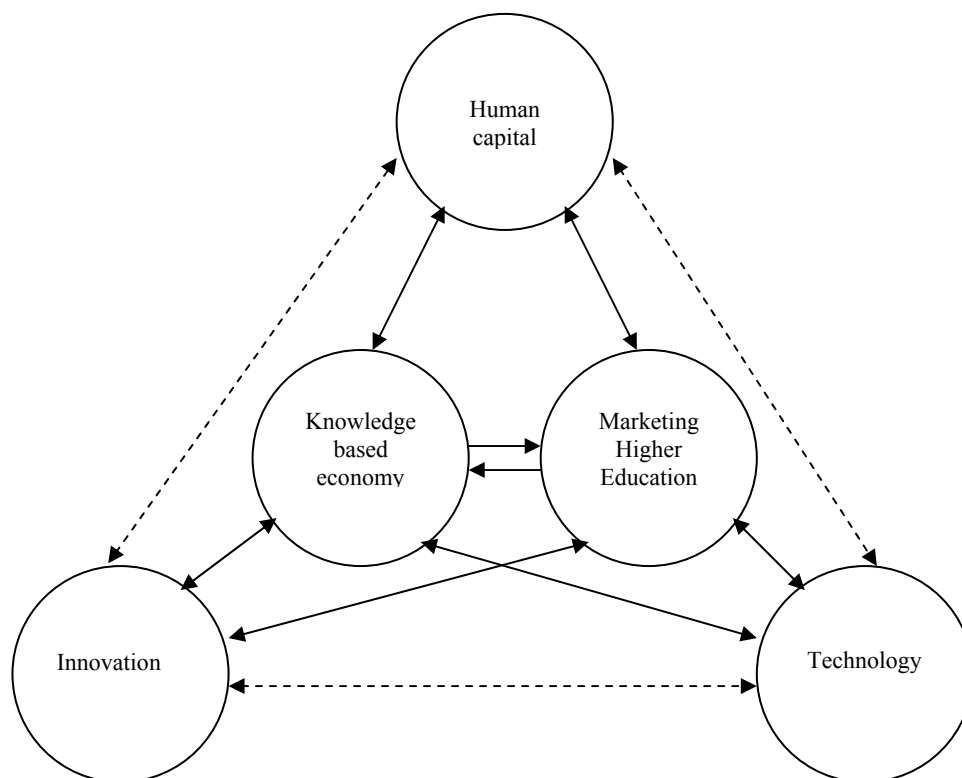 Human
capital
Knowledge
based
economy
Marketing
Higher
Education
Innovation
Technology